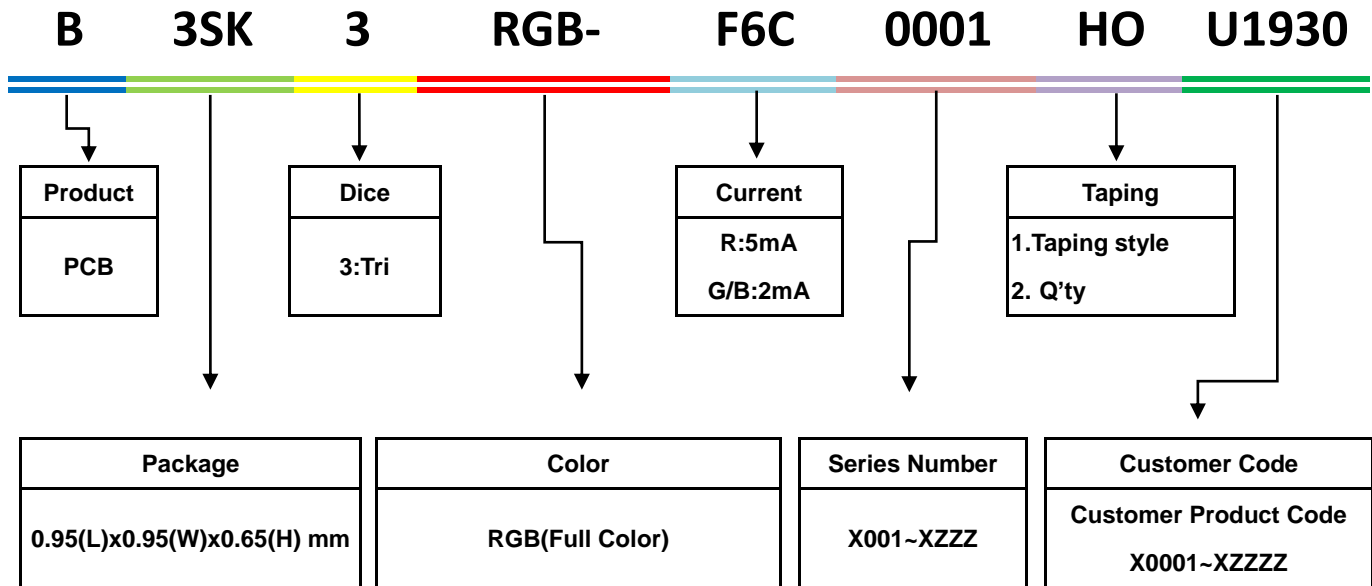 B 3SK 3 RGB- F6C 0001 HO U1930
Product
PCB
Dice
3:Tri
Current
R:5mA
G/B:2mA
Taping
1.Taping style
2. Q’ty
Package
0.95(L)x0.95(W)x0.65(H) mm
Color
RGB(Full Color)
Series Number
X001~XZZZ
Customer Code
Customer Product Code
X0001~XZZZZ